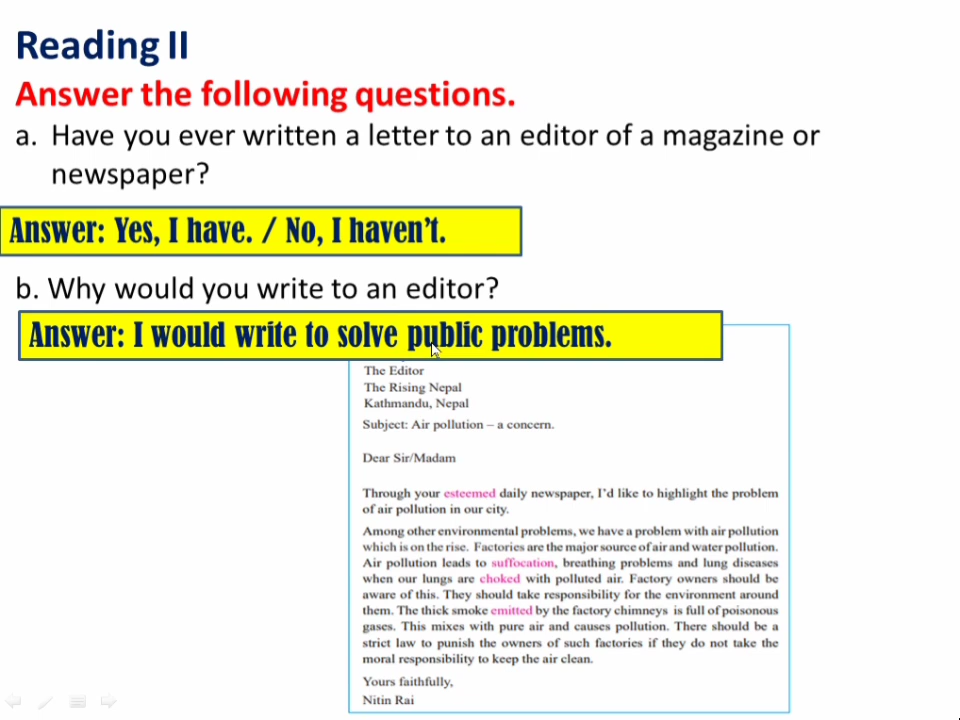 Reading II
Answer the following questions.
a. Have you ever written a letter to an editor of a magazine or
newspaper?
Answer: Yes, I have. / No, I haven't.
b. Why would you write to an editor?
Answer: I would write to solve public problems.
The Editor
The Rising Nepal
Kathmandu, Nepal
Subject: Air pollution – a concern.
Dear Sir/Madam
Through your esteemed daily newspaper, I'd like to highlight the problem
of air pollution in our city.
Among other environmental problems, we have a problem with air pollution
which is on the rise. Factories are the major source of air and water pollution.
Air pollution leads to suffocation, breathing problems and lung diseases
when our lungs are choked with polluted air. Factory owners should be
aware of this. They should take responsibility for the environment around
them. The thick smoke emitted by the factory chimneys is full of poisonous
gases. This mixes with pure air and causes pollution. There should be a
strict law to punish the owners of such factories if they do not take the
moral responsibility to keep the air clean.
Yours faithfully,
Nitin Rai